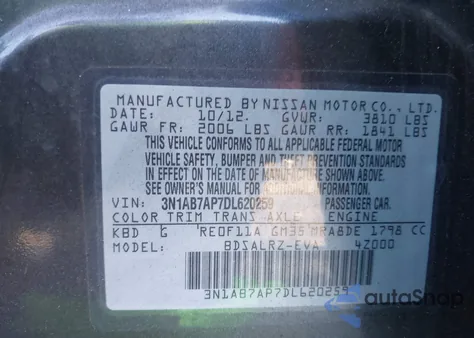 MANUFACTURED BY NISSAN MOTOR CO., LTD.
DATE: 10/12. GVWR: 3810 LBS
GAWR FR: 2006 LBS GAWR RR: 1841 LBS
THIS VEHICLE CONFORMS TO ALL APPLICABLE FEDERAL MOTOR
VEHICLE SAFETY, BUMPER AND THEFT PREVENTION STANDARDS
IN EFFECT ON THE DATE OF MANUFACTURE SHOWN ABOVE.
SEE OWNER'S MANUAL FOR ADDITIONAL INFORMATION.
VIN: 3N1AB7AP7DL620259 PASSENGER CAR.
COLOR TRIM TRANS AXLE ENGINE
KBD G RE0F11A GM35 MRA8DE 1798 CC
MODEL: BDSALRZ-EVA 4Z000
3N1AB7AP7DL620259
autoShop